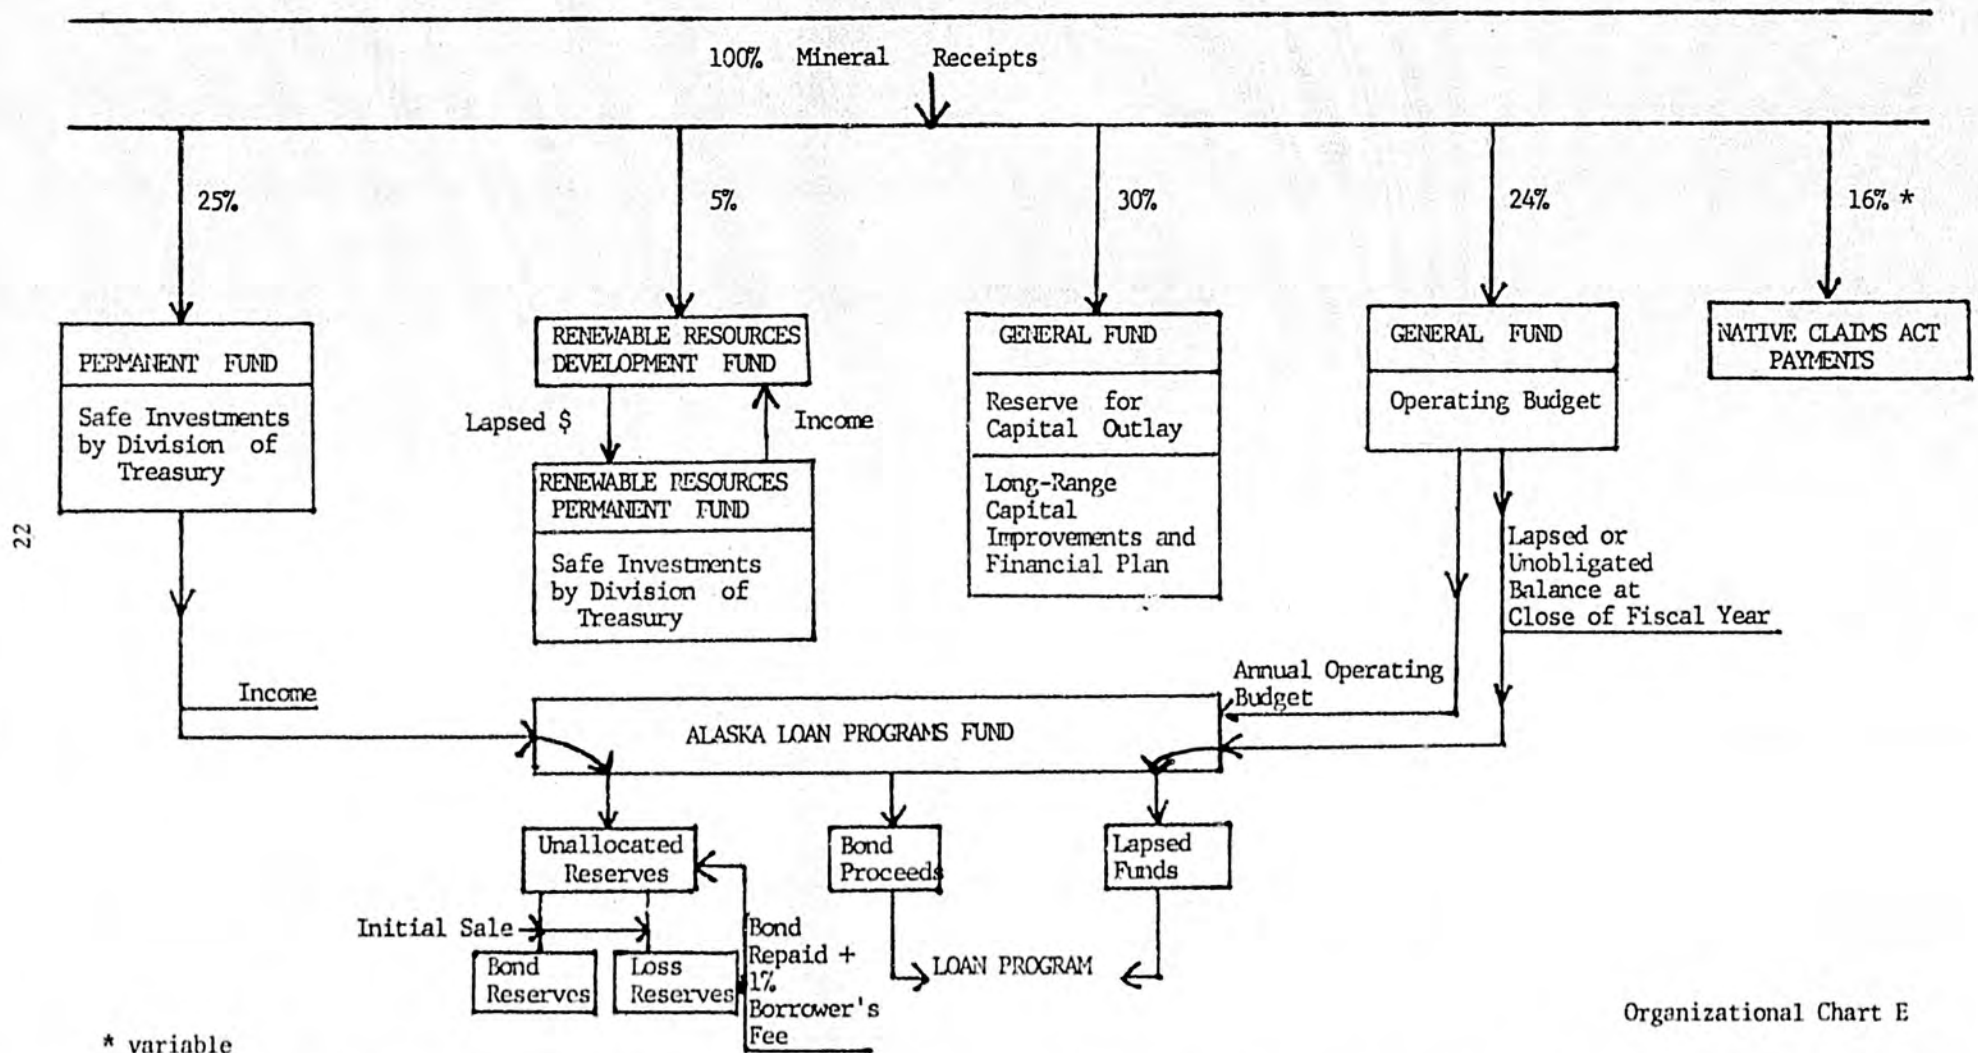 100% Mineral Receipts
25%
5%
30%
24%
16% *
PERMANENT FUND
Safe Investments
by Division of
Treasury
RENEWABLE RESOURCES
DEVELOPMENT FUND
Lapsed $
Income
RENEWABLE RESOURCES
PERMANENT FUND
Safe Investments
by Division of
Treasury
GENERAL FUND
Reserve for
Capital Outlay
Long-Range
Capital
Improvements and
Financial Plan
GENERAL FUND
Operating Budget
NATIVE CLAIMS ACT
PAYMENTS
22
Lapsed or
Unobligated
Balance at
Close of Fiscal Year
Income
Annual Operating
Budget
ALASKA LOAN PROGRAMS FUND
Unallocated
Reserves
Bond
Proceeds
Lapsed
Funds
Initial Sale
Bond
Reserves
Loss
Reserves
Bond
Repaid +
1%
Borrower's
Fee
LOAN PROGRAM
Organizational Chart E
* variable